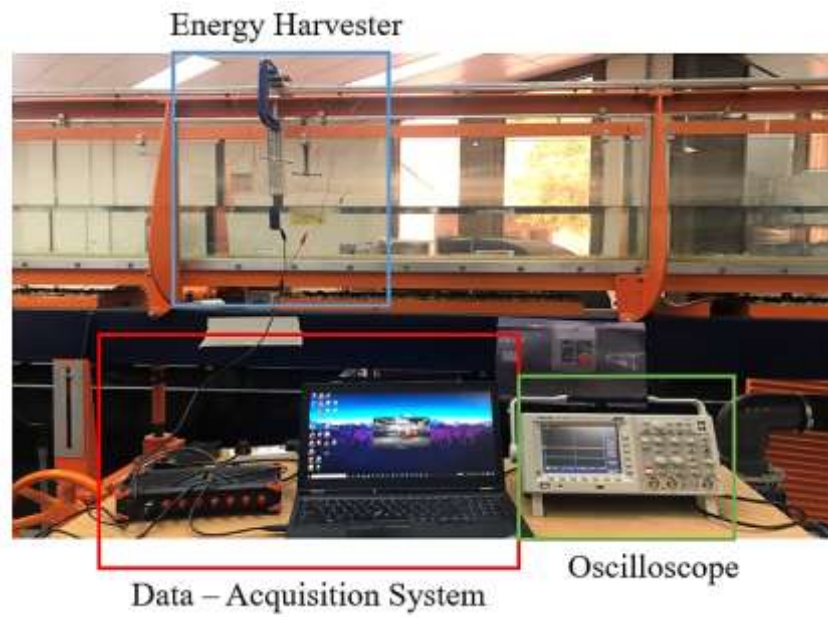 Energy Harvester
Data – Acquisition System
Oscilloscope